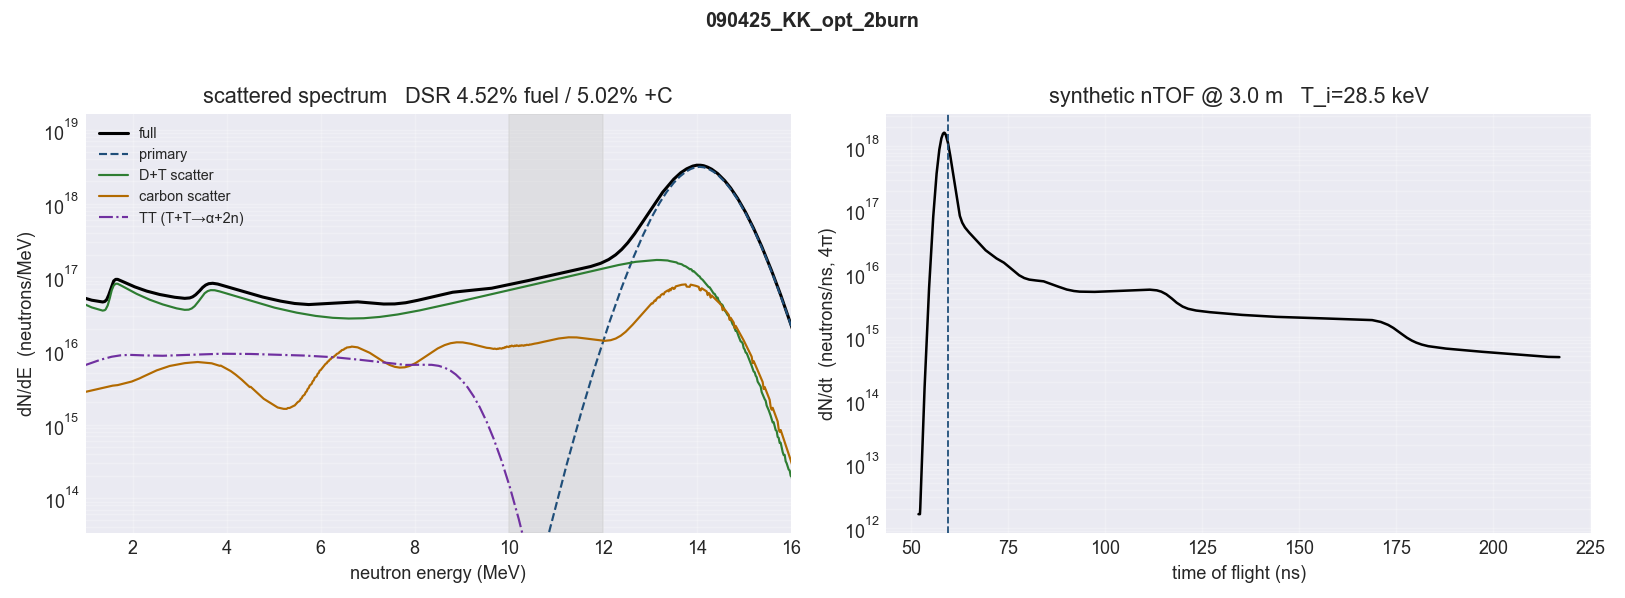 090425_KK_opt_2burn
scattered spectrum   DSR 4.52% fuel / 5.02% +C
10^19
10^18
10^17
10^16
10^15
10^14
dN/dE  (neutrons/MeV)
full
primary
D+T scatter
carbon scatter
TT (T+T→α+2n)
2 4 6 8 10 12 14 16
neutron energy (MeV)
synthetic nTOF @ 3.0 m   T_i=28.5 keV
10^18
10^17
10^16
10^15
10^14
10^13
10^12
dN/dt  (neutrons/ns, 4π)
50 75 100 125 150 175 200 225
time of flight (ns)